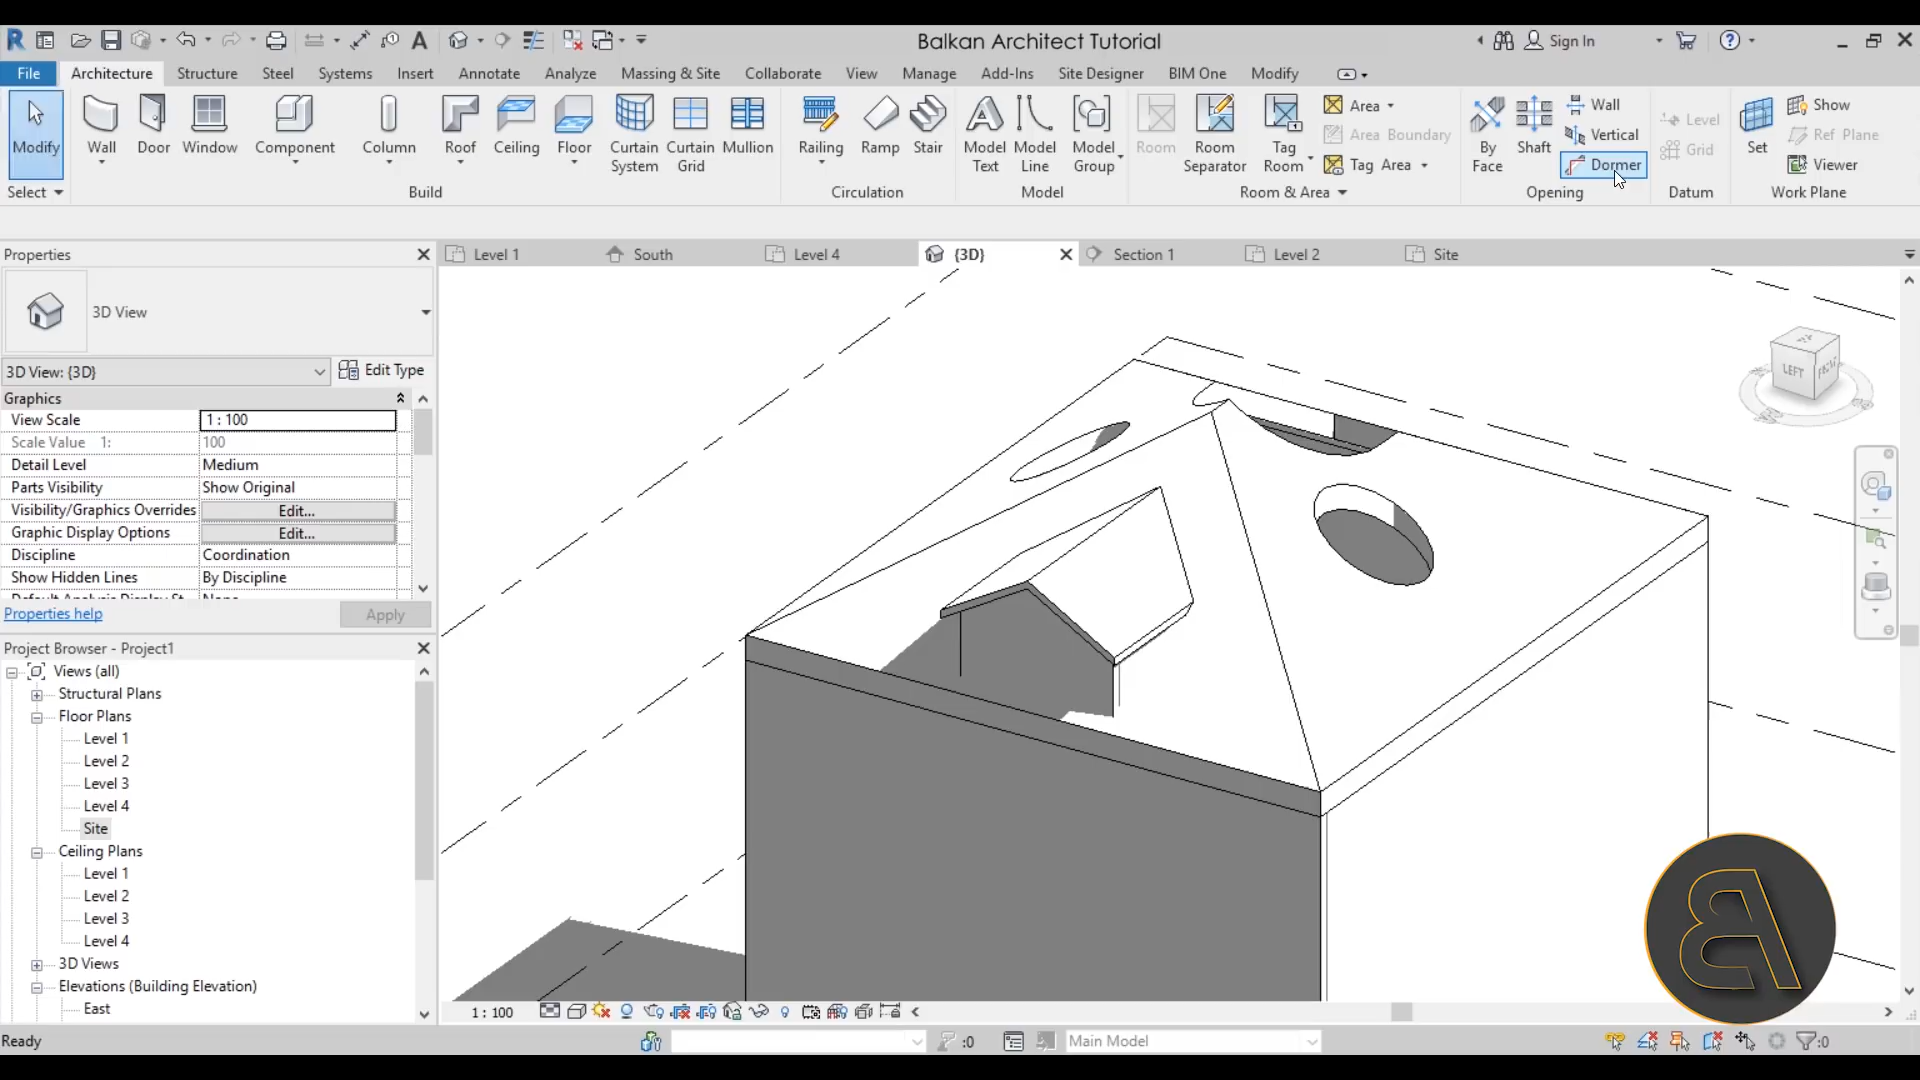 Balkan Architect Tutorial
Sign In
File Architecture Structure Steel Systems Insert Annotate Analyze Massing & Site Collaborate View Manage Add-Ins Site Designer BIM One Modify
Modify Wall Door Window Component Column Roof Ceiling Floor Curtain System Curtain Grid Mullion Railing Ramp Stair Model Text Model Line Model Group Room Room Separator Tag Room
Area
Area Boundary
Tag Area
By Face Shaft
Wall
Vertical
Dormer
Level
Grid
Set
Show
Ref Plane
Viewer
Select Build Circulation Model Room & Area Opening Datum Work Plane
Properties
Level 1 South Level 4 {3D} Section 1 Level 2 Site
3D View
3D View: {3D} Edit Type
Graphics
View Scale 1 : 100
Scale Value 1: 100
Detail Level Medium
Parts Visibility Show Original
Visibility/Graphics Overrides Edit...
Graphic Display Options Edit...
Discipline Coordination
Show Hidden Lines By Discipline
Properties help Apply
LEFT FRONT
Project Browser - Project1
Views (all)
Structural Plans
Floor Plans
Level 1
Level 2
Level 3
Level 4
Site
Ceiling Plans
Level 1
Level 2
Level 3
Level 4
3D Views
Elevations (Building Elevation)
East
1 : 100
Ready :0 Main Model :0